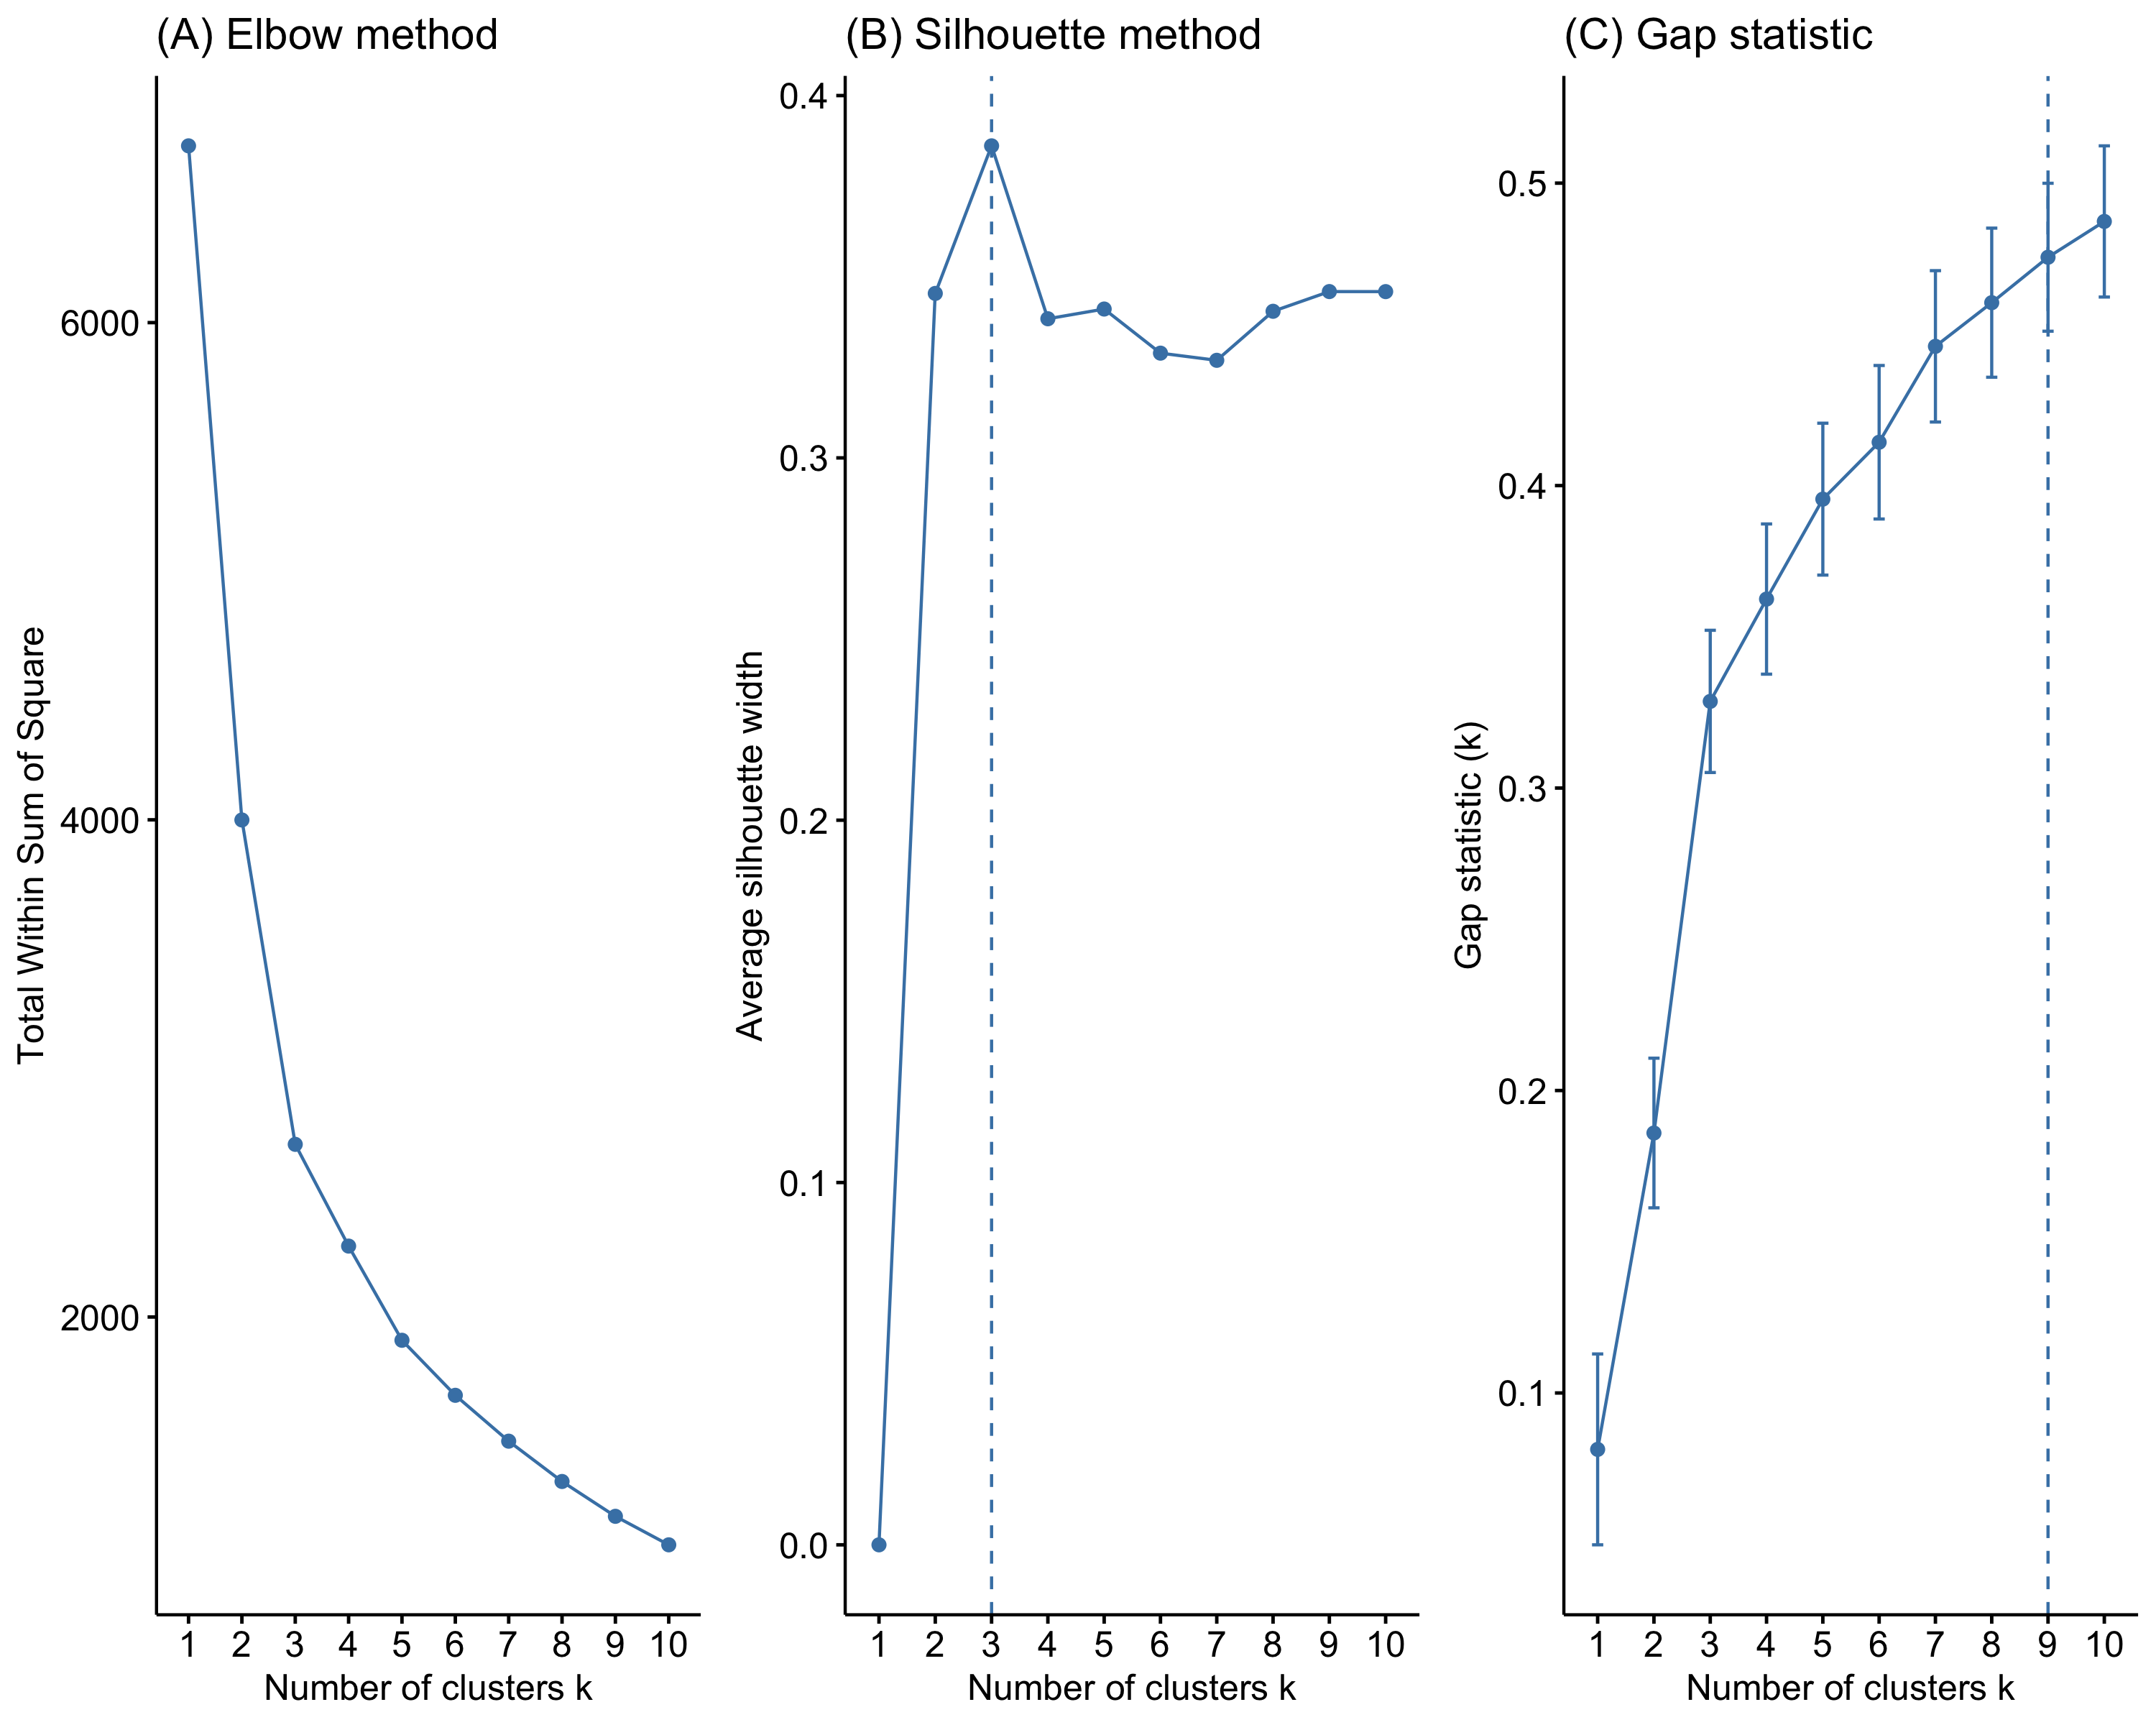 (A) Elbow method
Total Within Sum of Square
6000
4000
2000
1 2 3 4 5 6 7 8 9 10
Number of clusters k
(B) Silhouette method
Average silhouette width
0.4
0.3
0.2
0.1
0.0
1 2 3 4 5 6 7 8 9 10
Number of clusters k
(C) Gap statistic
Gap statistic (k)
0.5
0.4
0.3
0.2
0.1
1 2 3 4 5 6 7 8 9 10
Number of clusters k